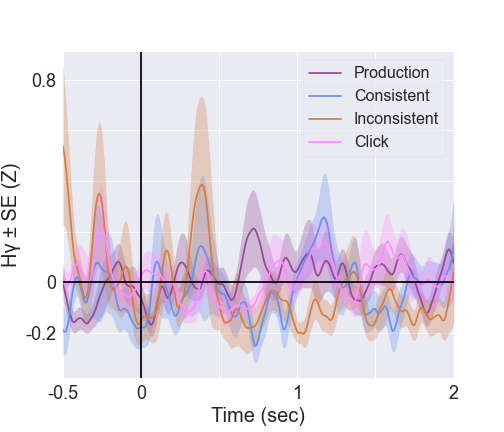 Production
Consistent
Inconsistent
Click
Hγ ± SE (Z)
0.8
0
-0.2
-0.5 0 1 2
Time (sec)